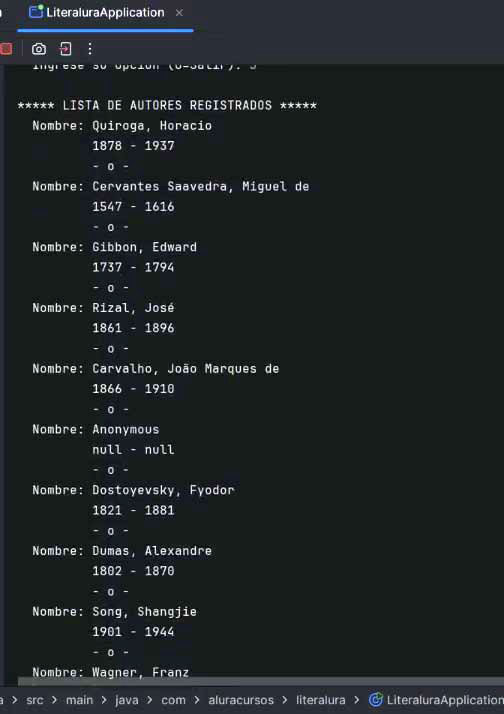 LiteraluraApplication
Ingrese su opción (0=Salir): 3
***** LISTA DE AUTORES REGISTRADOS *****
Nombre: Quiroga, Horacio
1878 - 1937
- o -
Nombre: Cervantes Saavedra, Miguel de
1547 - 1616
- o -
Nombre: Gibbon, Edward
1737 - 1794
- o -
Nombre: Rizal, José
1861 - 1896
- o -
Nombre: Carvalho, João Marques de
1866 - 1910
- o -
Nombre: Anonymous
null - null
- o -
Nombre: Dostoyevsky, Fyodor
1821 - 1881
- o -
Nombre: Dumas, Alexandre
1802 - 1870
- o -
Nombre: Song, Shangjie
1901 - 1944
- o -
Nombre: Wagner, Franz
a > src > main > java > com > aluracursos > literalura > LiteraluraApplication